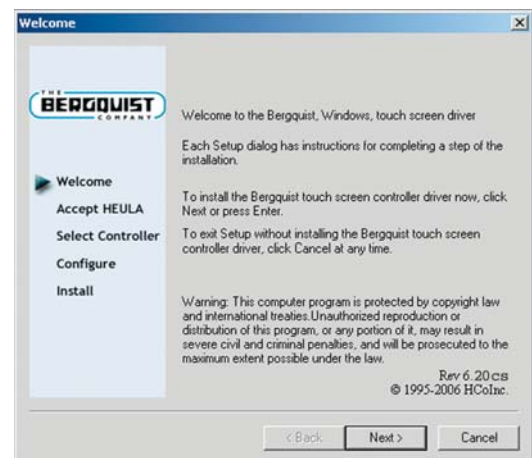 Welcome
THE
BERGQUIST
COMPANY
Welcome
Accept HEULA
Select Controller
Configure
Install
Welcome to the Bergquist, Windows, touch screen driver
Each Setup dialog has instructions for completing a step of the
installation.
To install the Bergquist touch screen controller driver now, click
Next or press Enter.
To exit Setup without installing the Bergquist touch screen
controller driver, click Cancel at any time.
Warning: This computer program is protected by copyright law
and international treaties.Unauthorized reproduction or
distribution of this program, or any portion of it, may result in
severe civil and criminal penalties, and will be prosecuted to the
maximum extent possible under the law.
Rev 6.20cs
© 1995-2006 HCoInc.
< Back
Next >
Cancel